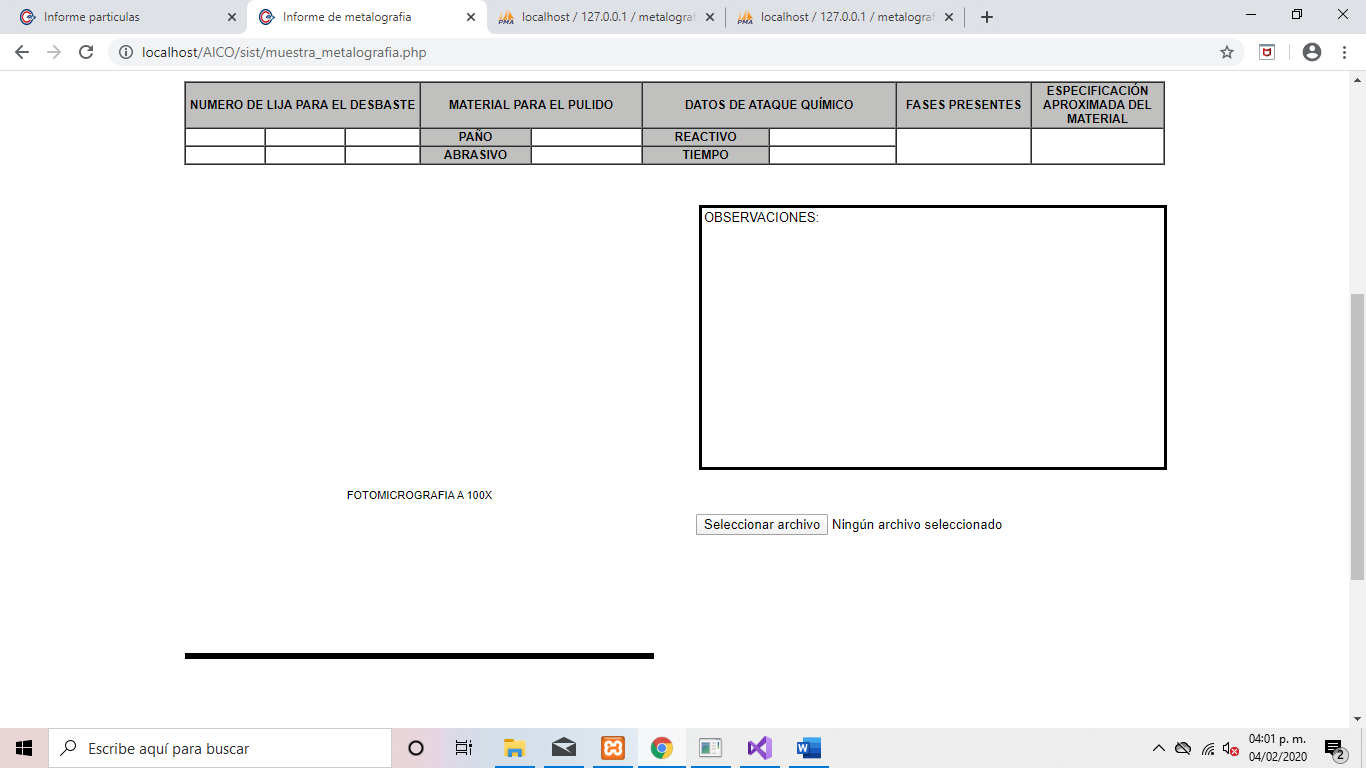 Informe particulas
Informe de metalografia
localhost / 127.0.0.1 / metalograf
localhost / 127.0.0.1 / metalograf
localhost/AICO/sist/muestra_metalografia.php
NUMERO DE LIJA PARA EL DESBASTE
MATERIAL PARA EL PULIDO
DATOS DE ATAQUE QUÍMICO
FASES PRESENTES
ESPECIFICACIÓN
APROXIMADA DEL
MATERIAL
PAÑO
REACTIVO
ABRASIVO
TIEMPO
OBSERVACIONES:
FOTOMICROGRAFIA A 100X
Seleccionar archivo Ningún archivo seleccionado
Escribe aquí para buscar
04:01 p. m.
04/02/2020
2